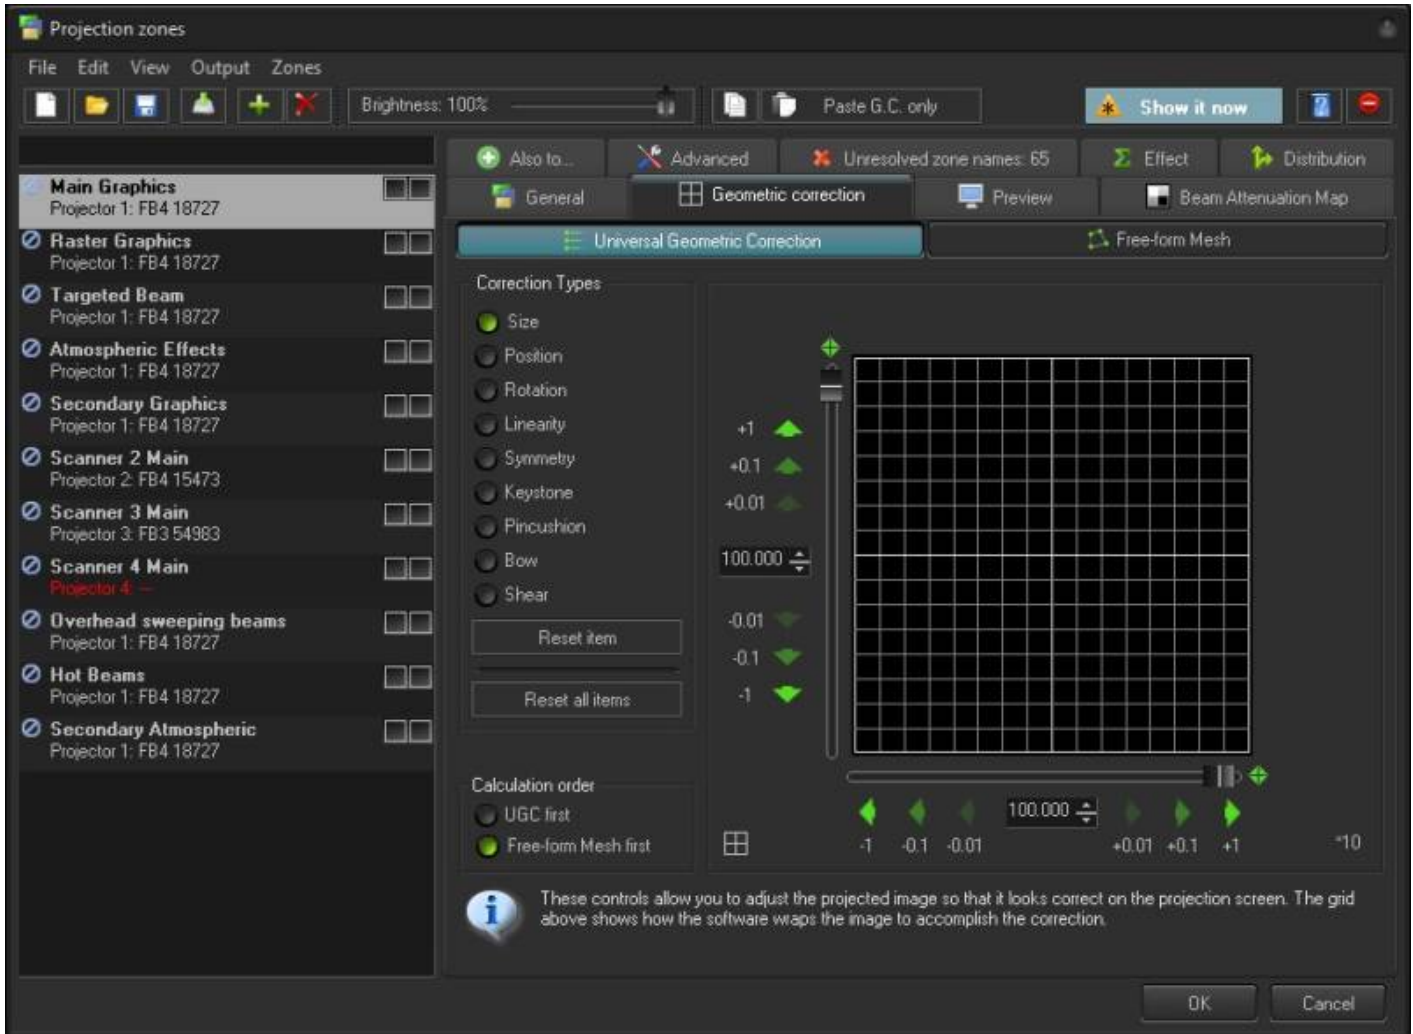 Projection zones
File Edit View Output Zones
Brightness: 100%
Paste G.C. only
Show it now
Also to...
Advanced
Unresolved zone names: 65
Effect
Distribution
General
Geometric correction
Preview
Beam Attenuation Map
Universal Geometric Correction
Free-form Mesh
Main Graphics
Projector 1: FB4 18727
Raster Graphics
Projector 1: FB4 18727
Targeted Beam
Projector 1: FB4 18727
Atmospheric Effects
Projector 1: FB4 18727
Secondary Graphics
Projector 1: FB4 18727
Scanner 2 Main
Projector 2: FB4 15473
Scanner 3 Main
Projector 3: FB3 54983
Scanner 4 Main
Projector 4: ---
Overhead sweeping beams
Projector 1: FB4 18727
Hot Beams
Projector 1: FB4 18727
Secondary Atmospheric
Projector 1: FB4 18727
Correction Types
Size
Position
Rotation
Linearity
Symmetry
Keystone
Pincushion
Bow
Shear
Reset item
Reset all items
Calculation order
UGC first
Free-form Mesh first
+1
+0.1
+0.01
100.000
-0.01
-0.1
-1
100.000
-1 -0.1 -0.01 +0.01 +0.1 +1
*10
These controls allow you to adjust the projected image so that it looks correct on the projection screen. The grid
above shows how the software wraps the image to accomplish the correction.
OK
Cancel